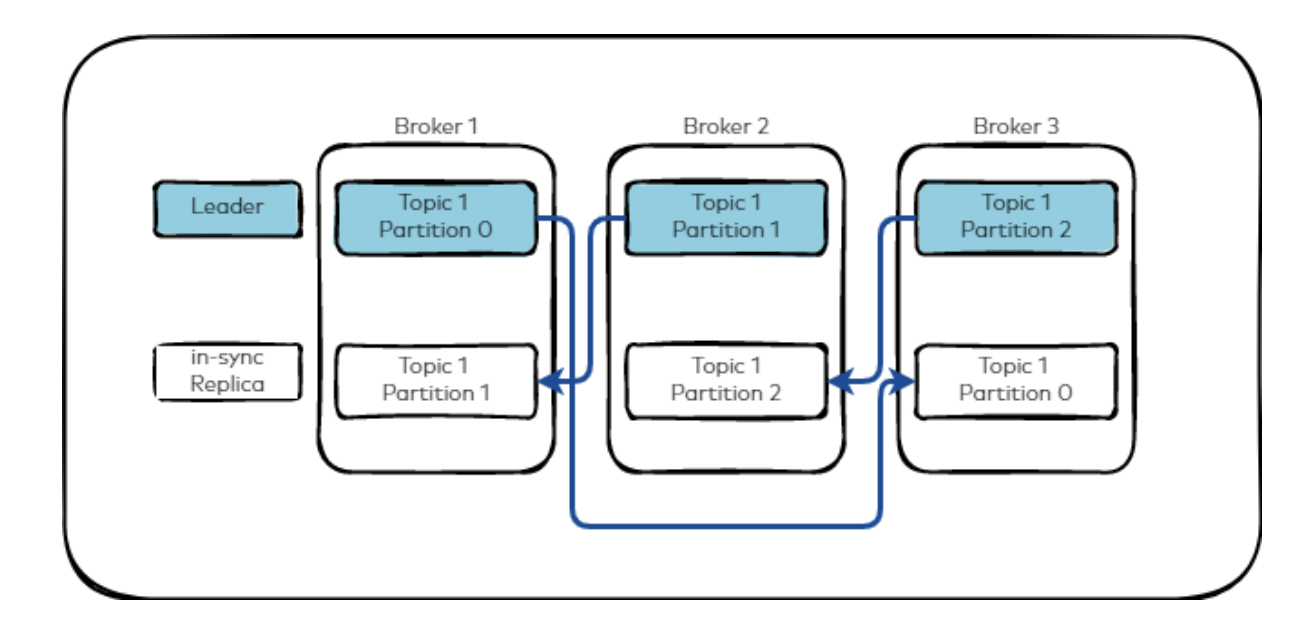 Broker 1
Broker 2
Broker 3
Leader
Topic 1
Partition 0
Topic 1
Partition 1
Topic 1
Partition 2
in-sync
Replica
Topic 1
Partition 1
Topic 1
Partition 2
Topic 1
Partition 0